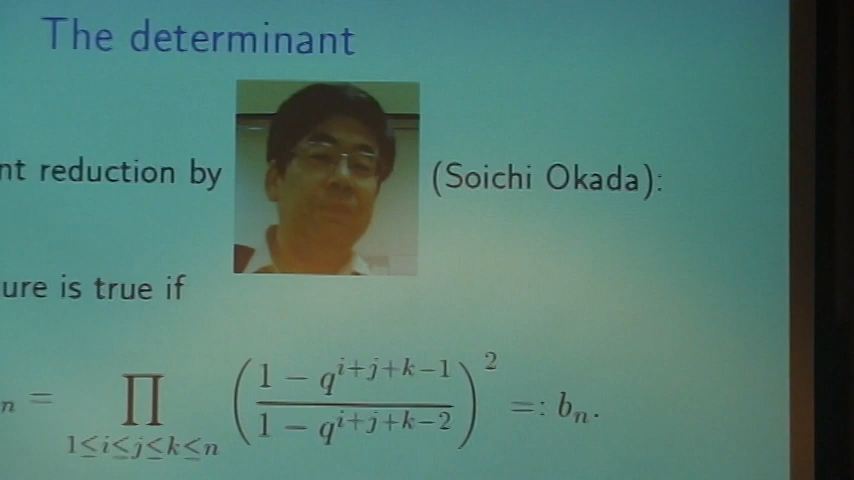 The determinant
nt reduction by (Soichi Okada):
ure is true if
n = ∏_{1≤i≤j≤k≤n} ( (1 − q^{i+j+k−1}) / (1 − q^{i+j+k−2}) )^2 =: b_n.